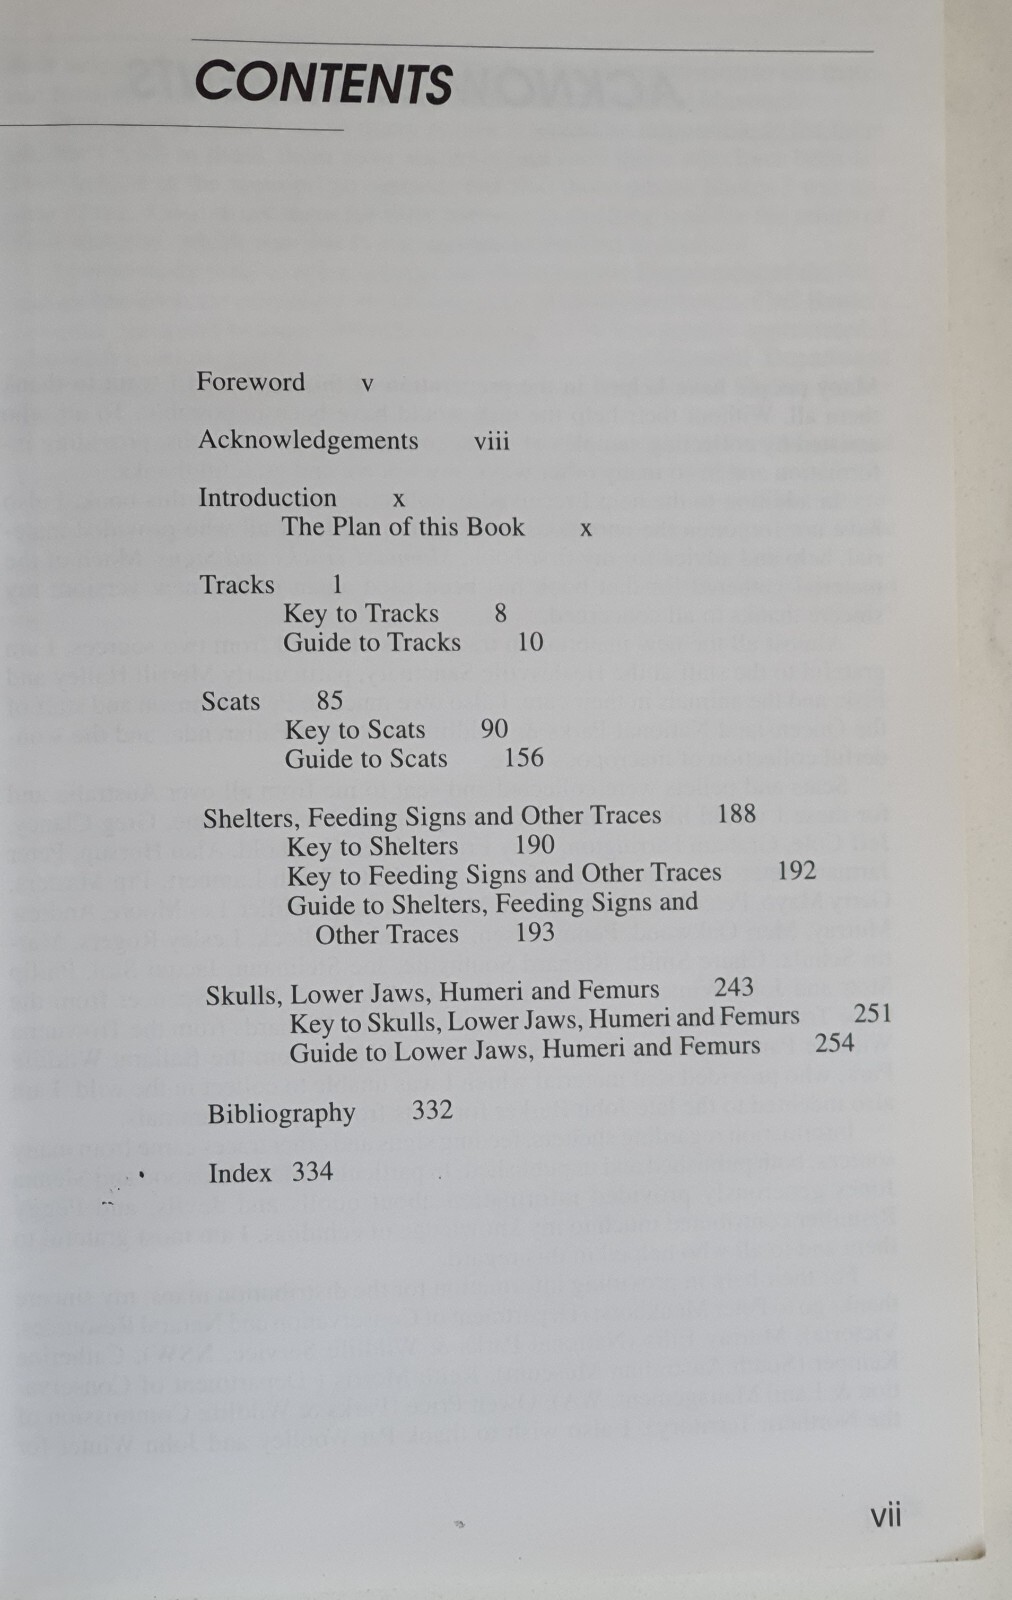 CONTENTS
Foreword v
Acknowledgements viii
Introduction x
The Plan of this Book x
Tracks 1
Key to Tracks 8
Guide to Tracks 10
Scats 85
Key to Scats 90
Guide to Scats 156
Shelters, Feeding Signs and Other Traces 188
Key to Shelters 190
Key to Feeding Signs and Other Traces 192
Guide to Shelters, Feeding Signs and
Other Traces 193
Skulls, Lower Jaws, Humeri and Femurs 243
Key to Skulls, Lower Jaws, Humeri and Femurs 251
Guide to Lower Jaws, Humeri and Femurs 254
Bibliography 332
Index 334
vii